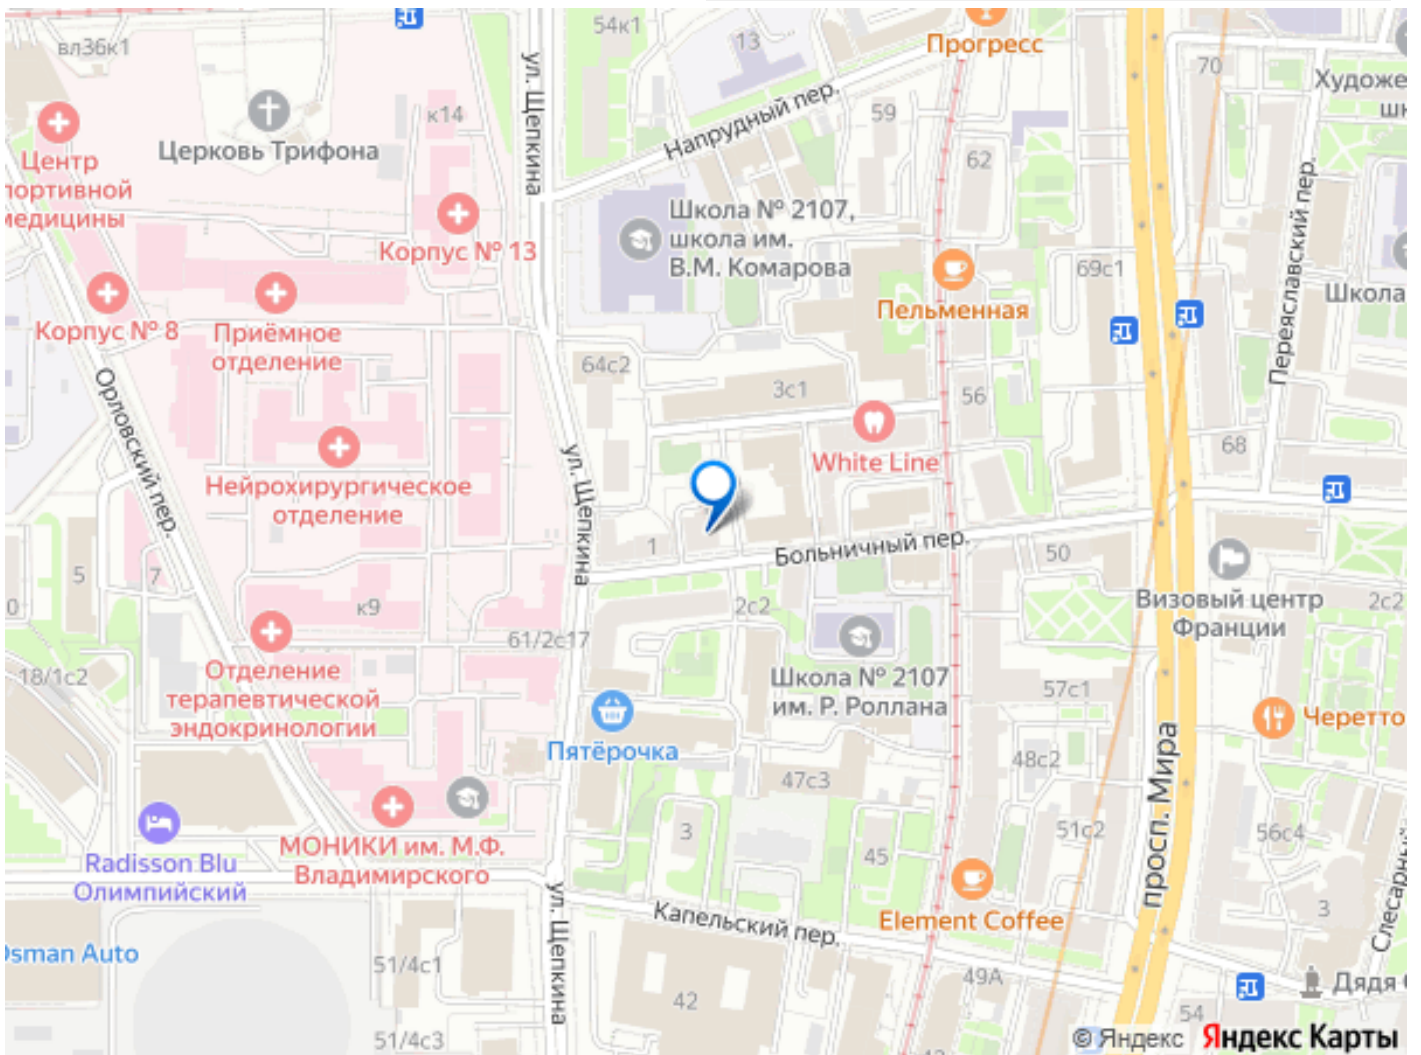 вл36к1
54к1
13
Прогресс
70
Художе
шк
к14
Напрудный пер.
59
Церковь Трифона
ул. Щепкина
62
Центр
портивной
медицины
Школа № 2107,
школа им.
В.М. Комарова
Корпус № 13
69с1
Переяславский пер.
Школа
Пельменная
Корпус № 8
Приёмное
отделение
64с2
3с1
56
Орловский пер.
White Line
68
ул. Щепкина
Нейрохирургическое
отделение
Больничный пер.
1
50
5
7
к9
0
2с2
Визовый центр
Франции
2с2
61/2с17
18/1с2
Отделение
терапевтической
эндокринологии
Школа № 2107
им. Р. Роллана
57с1
Черетто
Пятёрочка
просп. Мира
48с2
47с3
3
51с2
56с4
МОНИКИ им. М.Ф.
Владимирского
Radisson Blu
Олимпийский
45
Element Coffee
ул. Щепкина
Капельский пер.
3
Слесарный
Osman Auto
51/4с1
49А
Дядя
42
54
51/4с3
© Яндекс Яндекс Карты